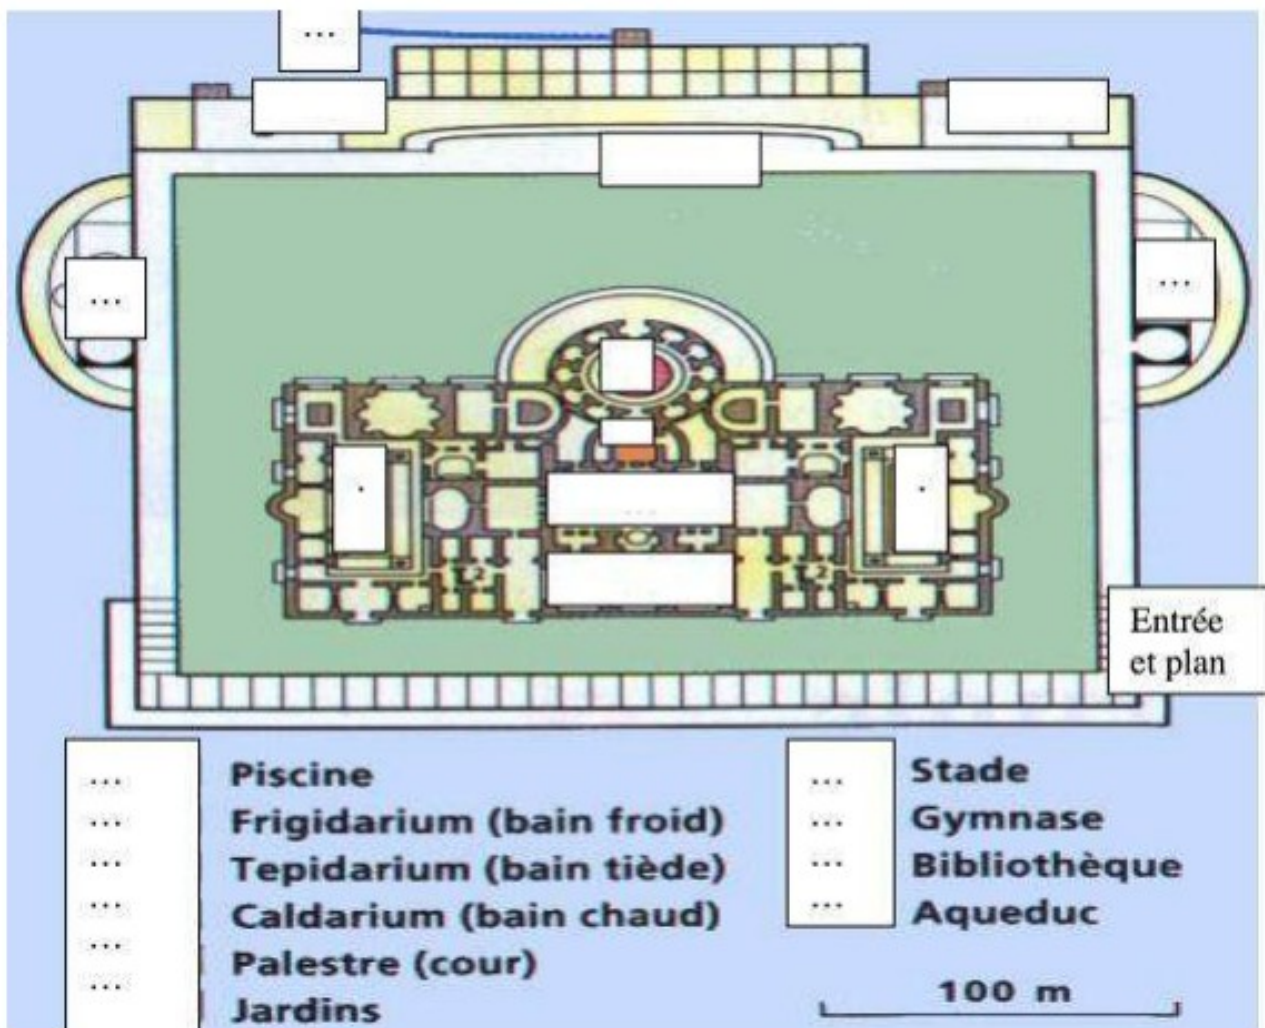 ...
...
...
.
.
...
Entrée
et plan
... Piscine
... Frigidarium (bain froid)
... Tepidarium (bain tiède)
... Caldarium (bain chaud)
... Palestre (cour)
... Jardins
... Stade
... Gymnase
... Bibliothèque
... Aqueduc
100 m